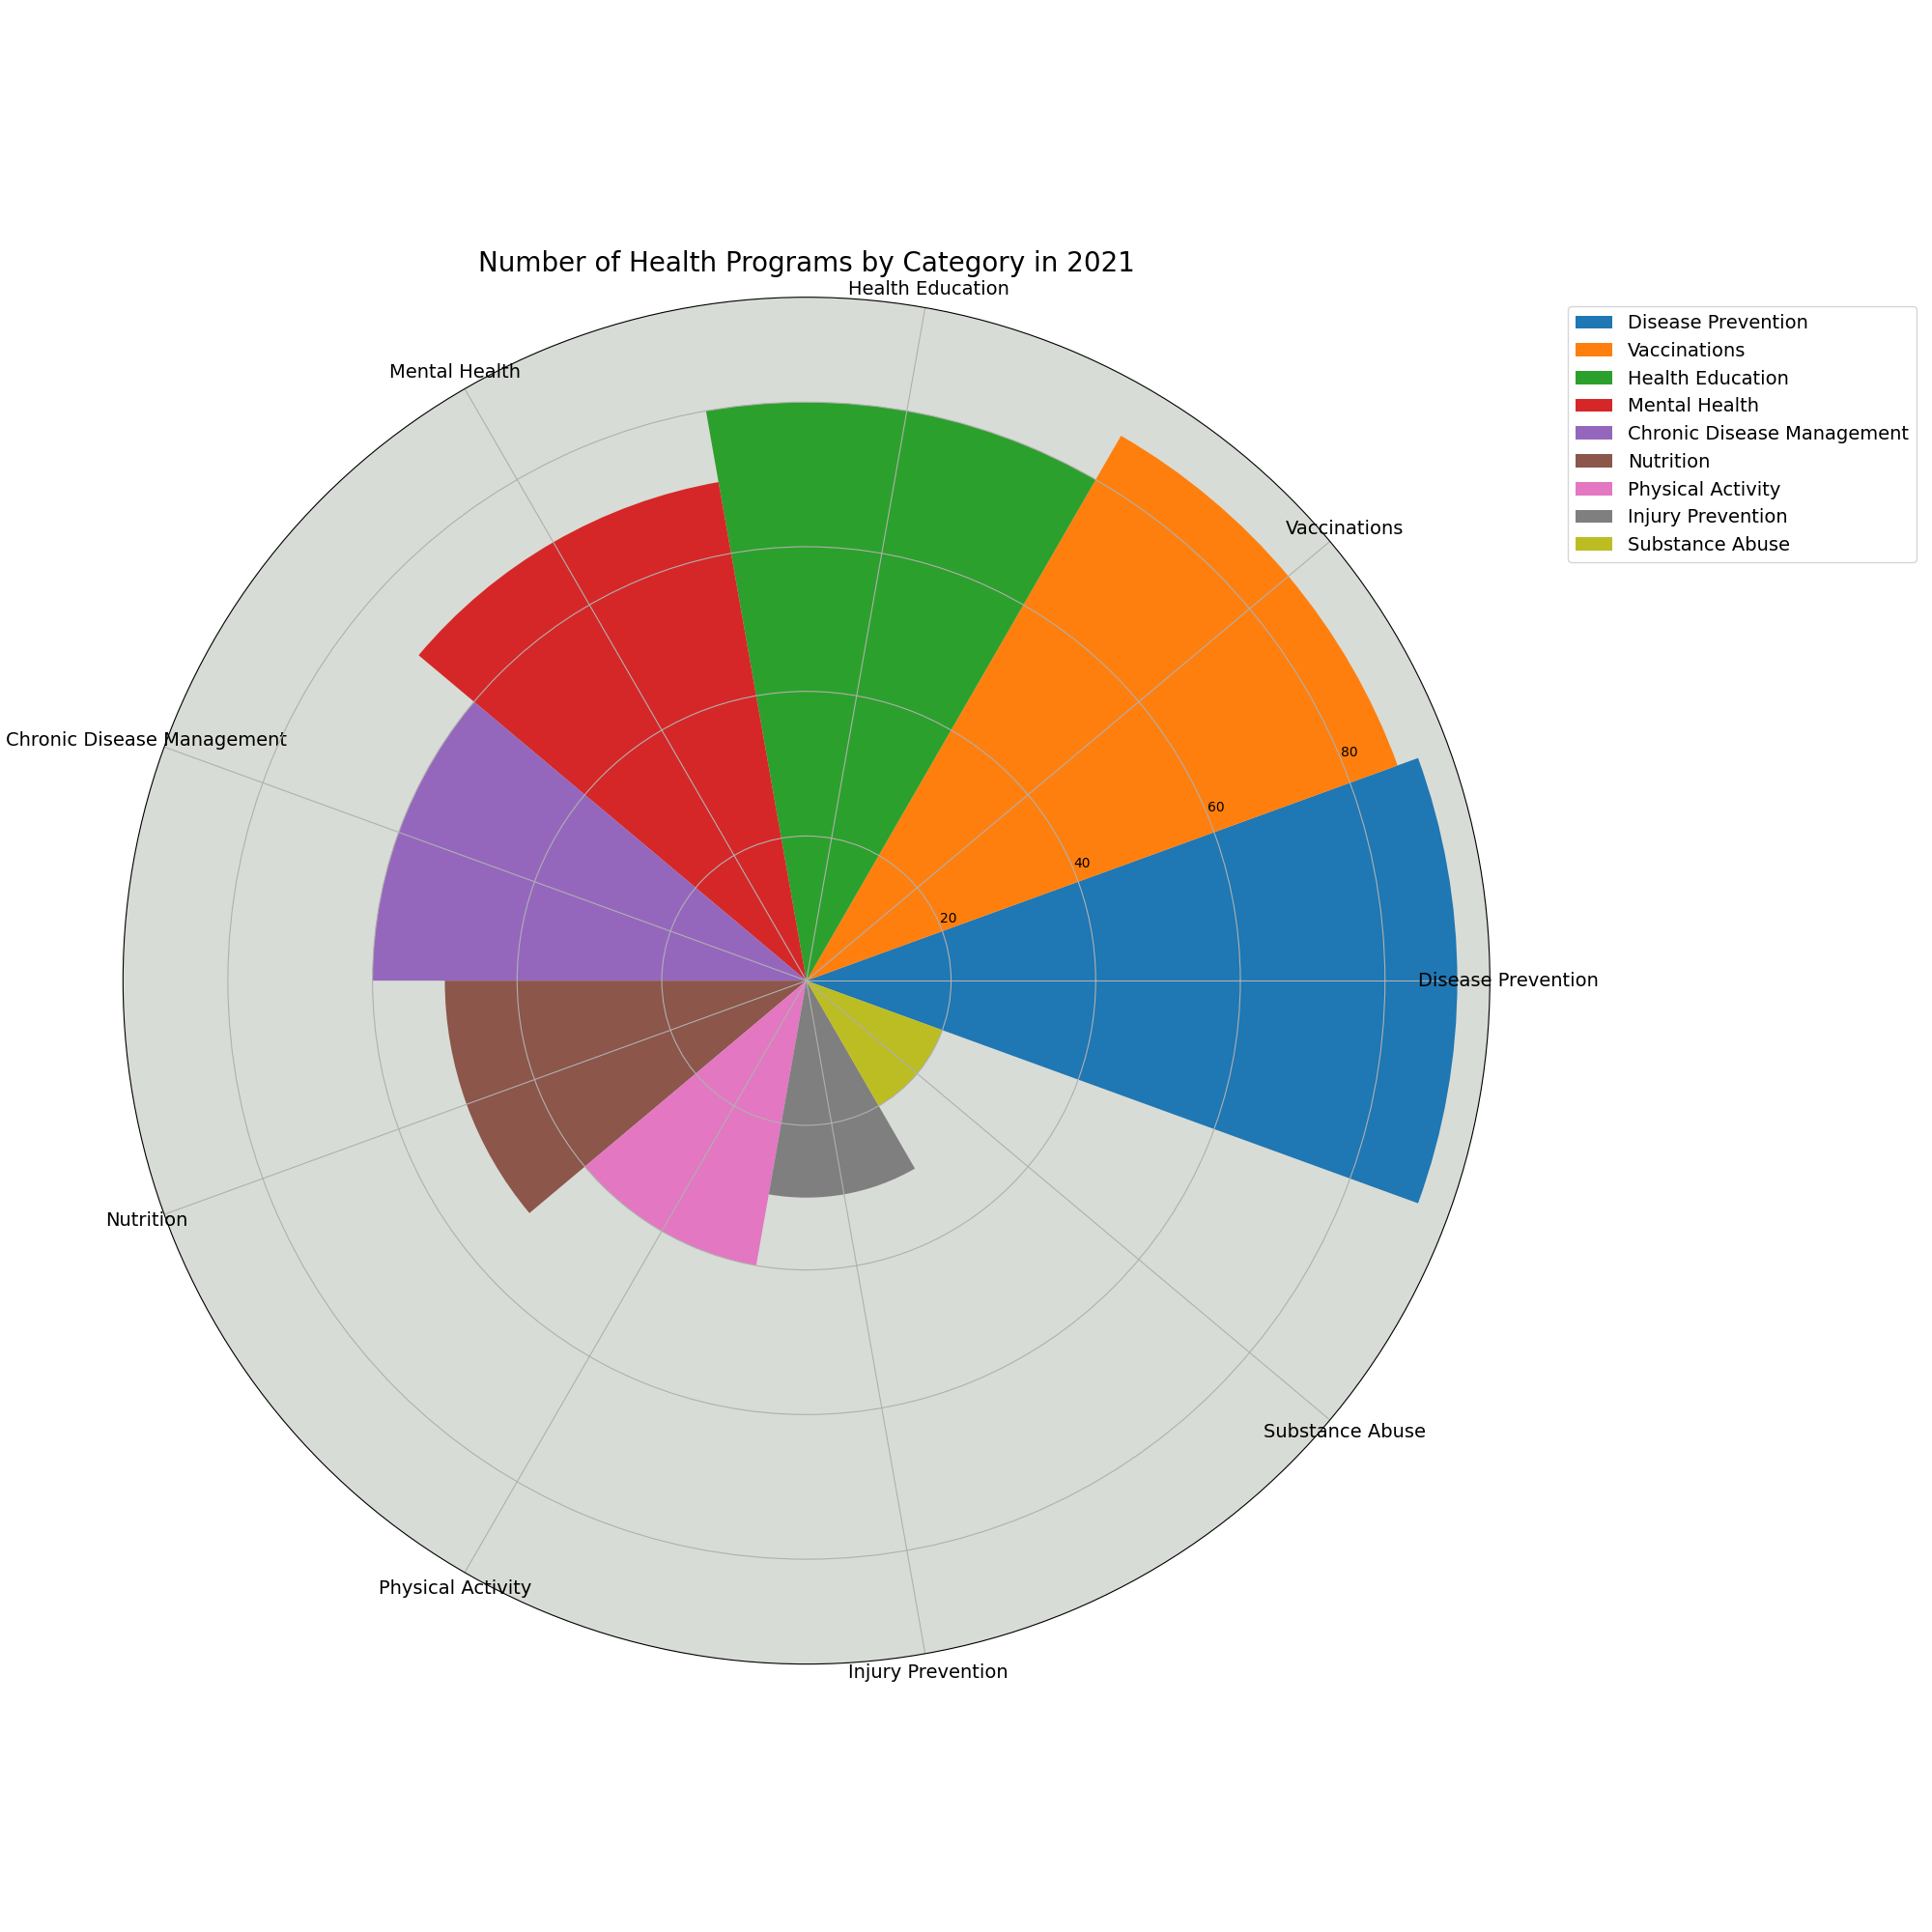 Number of Health Programs by Category in 2021
Health Education
Mental Health
Vaccinations
Chronic Disease Management
Disease Prevention
Nutrition
Substance Abuse
Physical Activity
Injury Prevention
80
60
40
20
Disease Prevention
Vaccinations
Health Education
Mental Health
Chronic Disease Management
Nutrition
Physical Activity
Injury Prevention
Substance Abuse